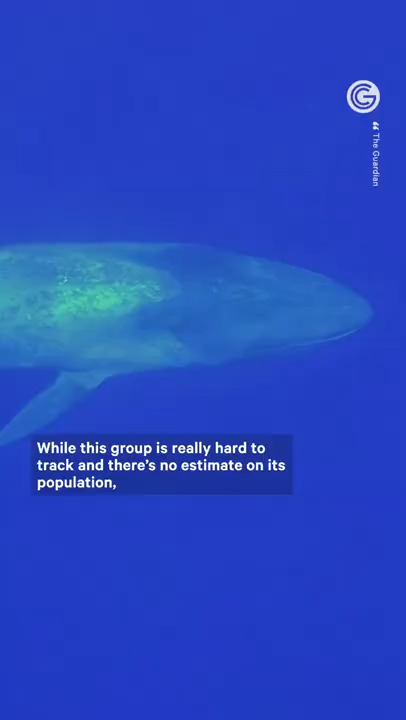 ❝ The Guardian
While this group is really hard to
track and there's no estimate on its
population,